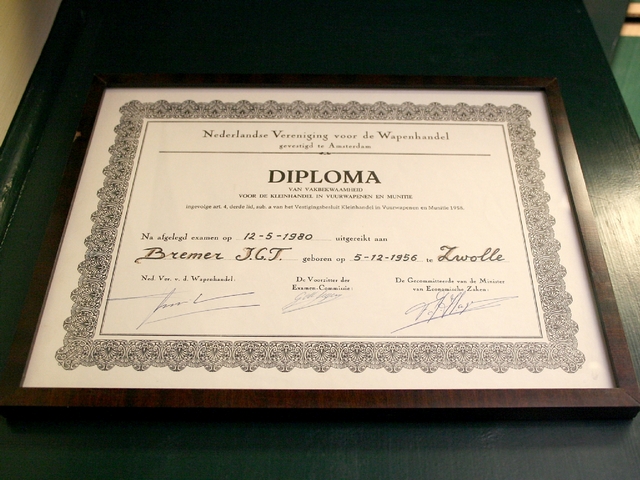 Nederlandse Vereniging voor de Wapenhandel
gevestigd te Amsterdam
DIPLOMA
VAN VAKBEKWAAMHEID
VOOR DE KLEINHANDEL IN VUURWAPENEN EN MUNITIE
ingevolge art. 4, derde lid, sub. a van het Vestigingsbesluit Kleinhandel in Vuurwapenen en Munitie 1956.
Na afgelegd examen op 12-5-1980 uitgereikt aan
Bremer J.G.T. geboren op 5-12-1956 te Zwolle
Ned. Ver. v. d. Wapenhandel: De Voorzitter der De Gecommitteerde van de Minister
Examen-Commissie: van Economische Zaken: